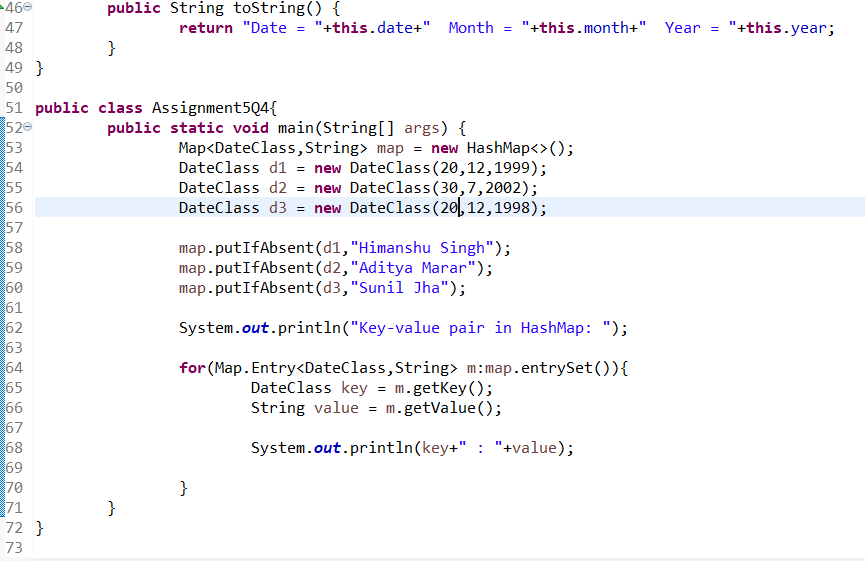 46 public String toString() {
47 return "Date = "+this.date+"  Month = "+this.month+"  Year = "+this.year;
48 }
49 }
50
51 public class Assignment5Q4{
52 public static void main(String[] args) {
53 Map<DateClass,String> map = new HashMap<>();
54 DateClass d1 = new DateClass(20,12,1999);
55 DateClass d2 = new DateClass(30,7,2002);
56 DateClass d3 = new DateClass(20,12,1998);
57
58 map.putIfAbsent(d1,"Himanshu Singh");
59 map.putIfAbsent(d2,"Aditya Marar");
60 map.putIfAbsent(d3,"Sunil Jha");
61
62 System.out.println("Key-value pair in HashMap: ");
63
64 for(Map.Entry<DateClass,String> m:map.entrySet()){
65 DateClass key = m.getKey();
66 String value = m.getValue();
67
68 System.out.println(key+" : "+value);
69
70 }
71 }
72 }
73